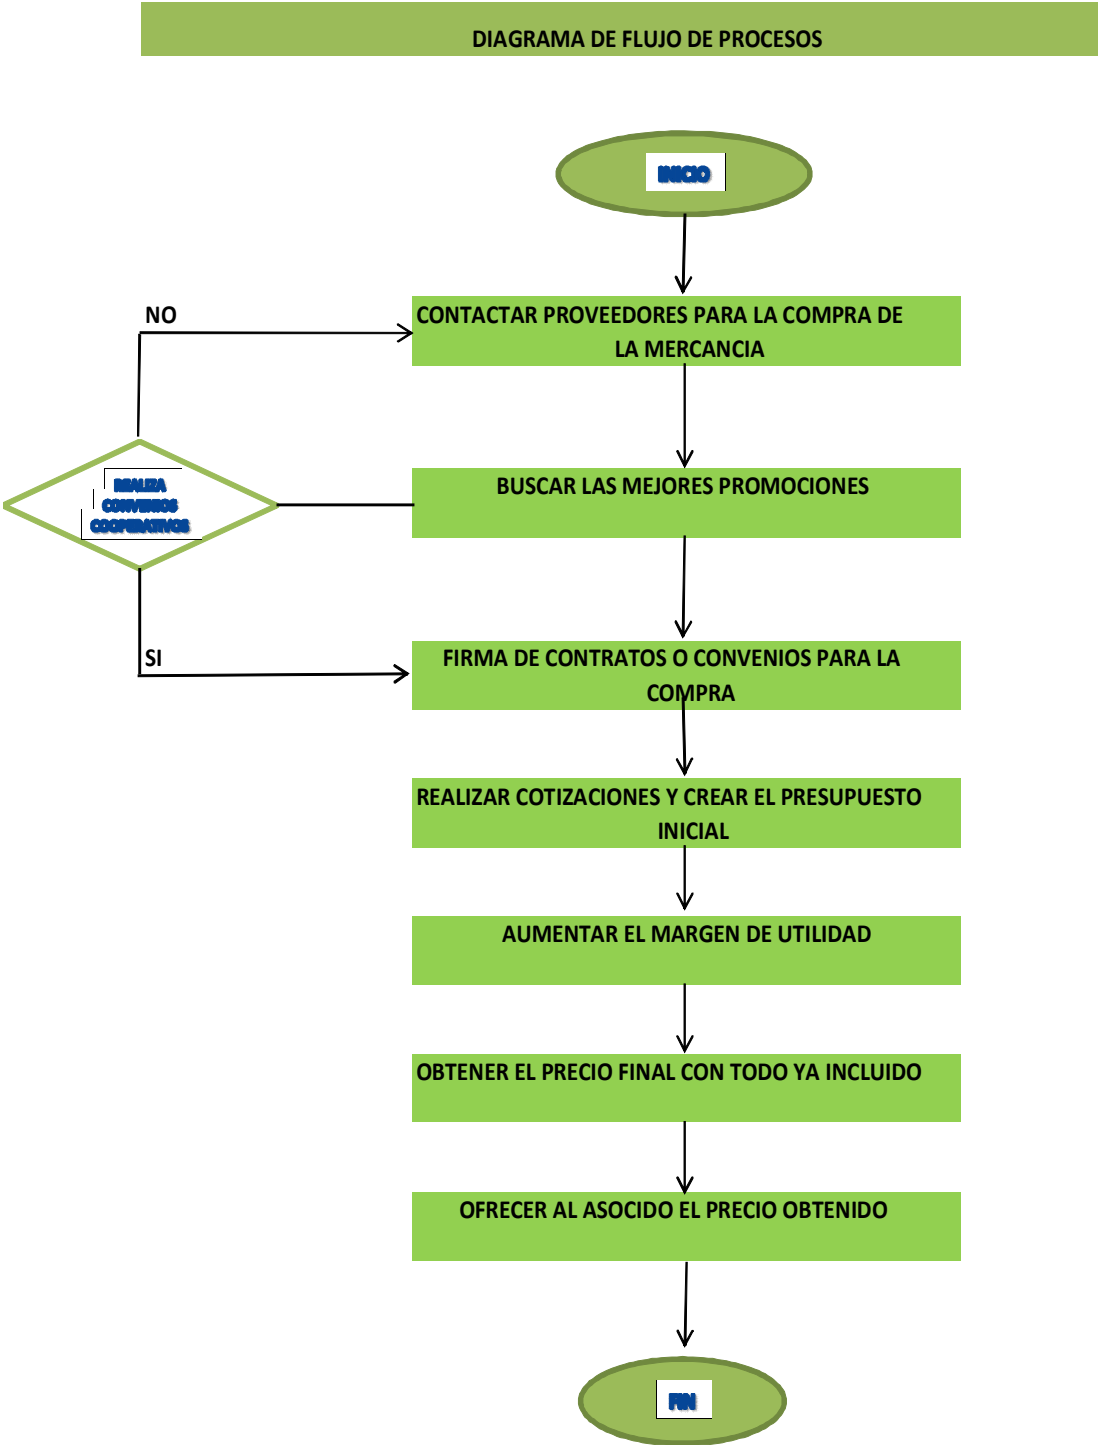 DIAGRAMA DE FLUJO DE PROCESOS
INICIO
NO
CONTACTAR PROVEEDORES PARA LA COMPRA DE
LA MERCANCIA
REALIZA
CONVENIOS
COOPERATIVOS
BUSCAR LAS MEJORES PROMOCIONES
SI
FIRMA DE CONTRATOS O CONVENIOS PARA LA
COMPRA
REALIZAR COTIZACIONES Y CREAR EL PRESUPUESTO
INICIAL
AUMENTAR EL MARGEN DE UTILIDAD
OBTENER EL PRECIO FINAL CON TODO YA INCLUIDO
OFRECER AL ASOCIDO EL PRECIO OBTENIDO
FIN